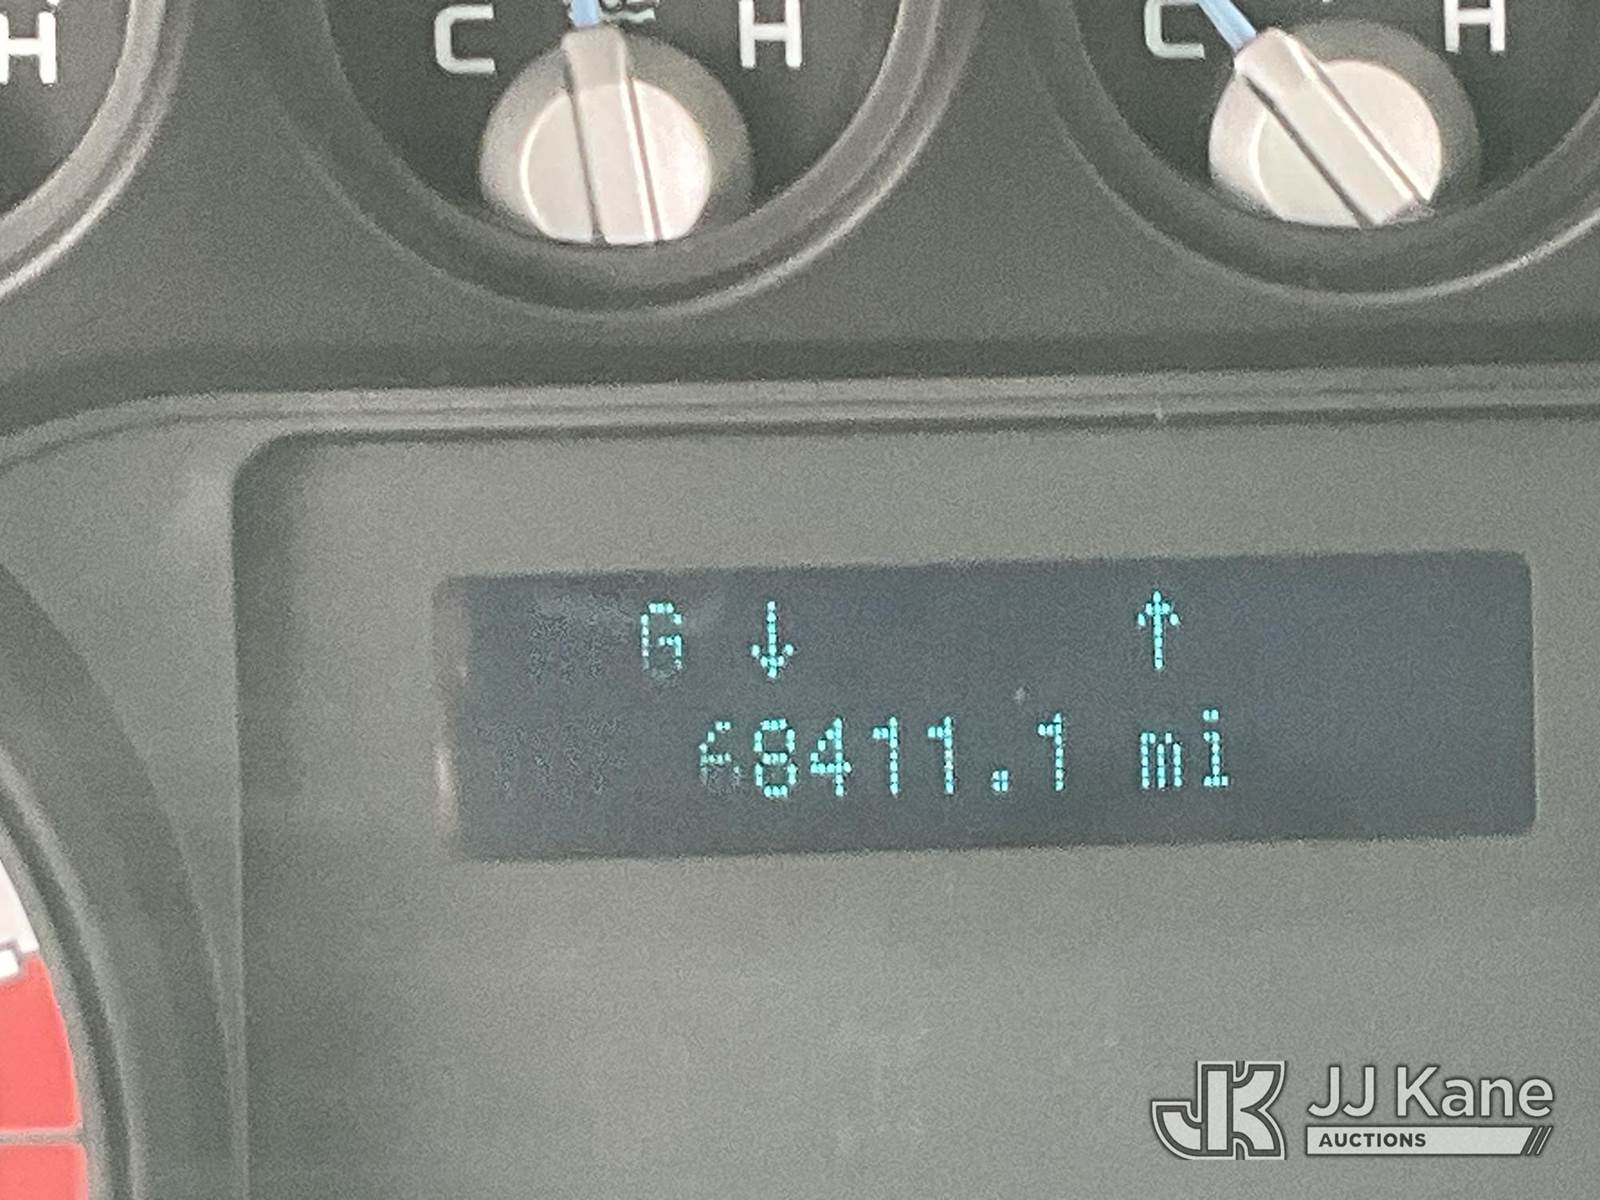 H
C H
C H
G ↓ ↑
68411.1 mi
JK JJ Kane
AUCTIONS